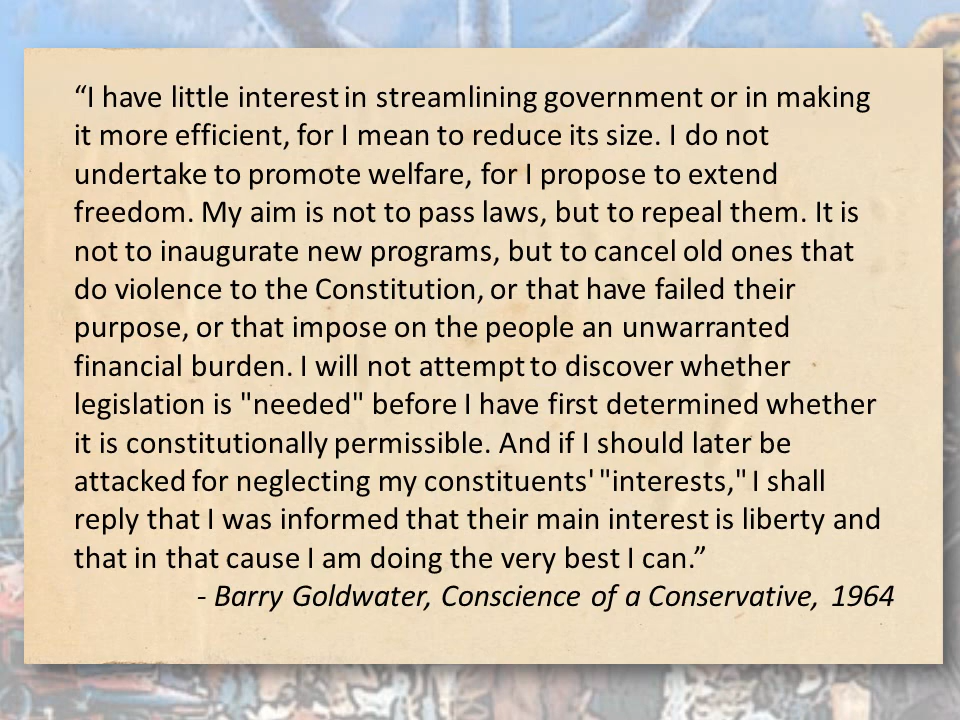 “I have little interest in streamlining government or in making
it more efficient, for I mean to reduce its size. I do not
undertake to promote welfare, for I propose to extend
freedom. My aim is not to pass laws, but to repeal them. It is
not to inaugurate new programs, but to cancel old ones that
do violence to the Constitution, or that have failed their
purpose, or that impose on the people an unwarranted
financial burden. I will not attempt to discover whether
legislation is "needed" before I have first determined whether
it is constitutionally permissible. And if I should later be
attacked for neglecting my constituents' "interests," I shall
reply that I was informed that their main interest is liberty and
that in that cause I am doing the very best I can.”
- Barry Goldwater, Conscience of a Conservative, 1964